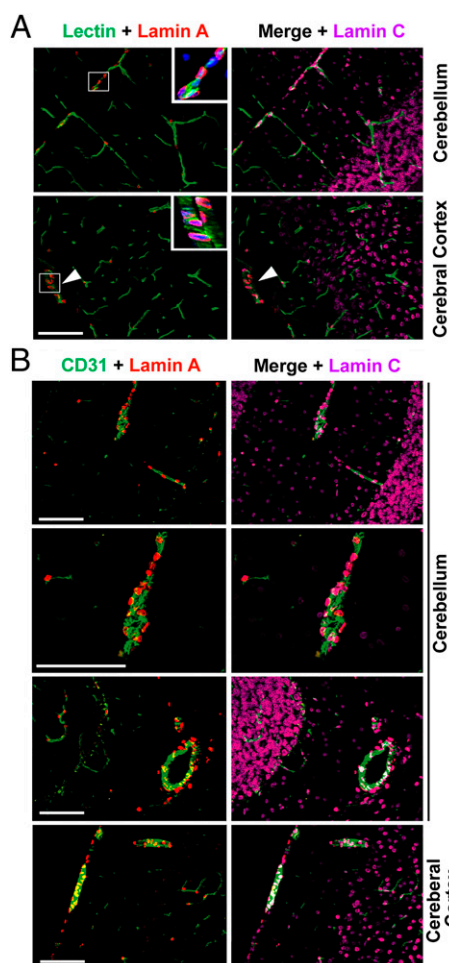 A
Lectin + Lamin A
Merge + Lamin C
Cerebellum
Cerebral Cortex
B
CD31 + Lamin A
Merge + Lamin C
Cerebellum
Cereberal